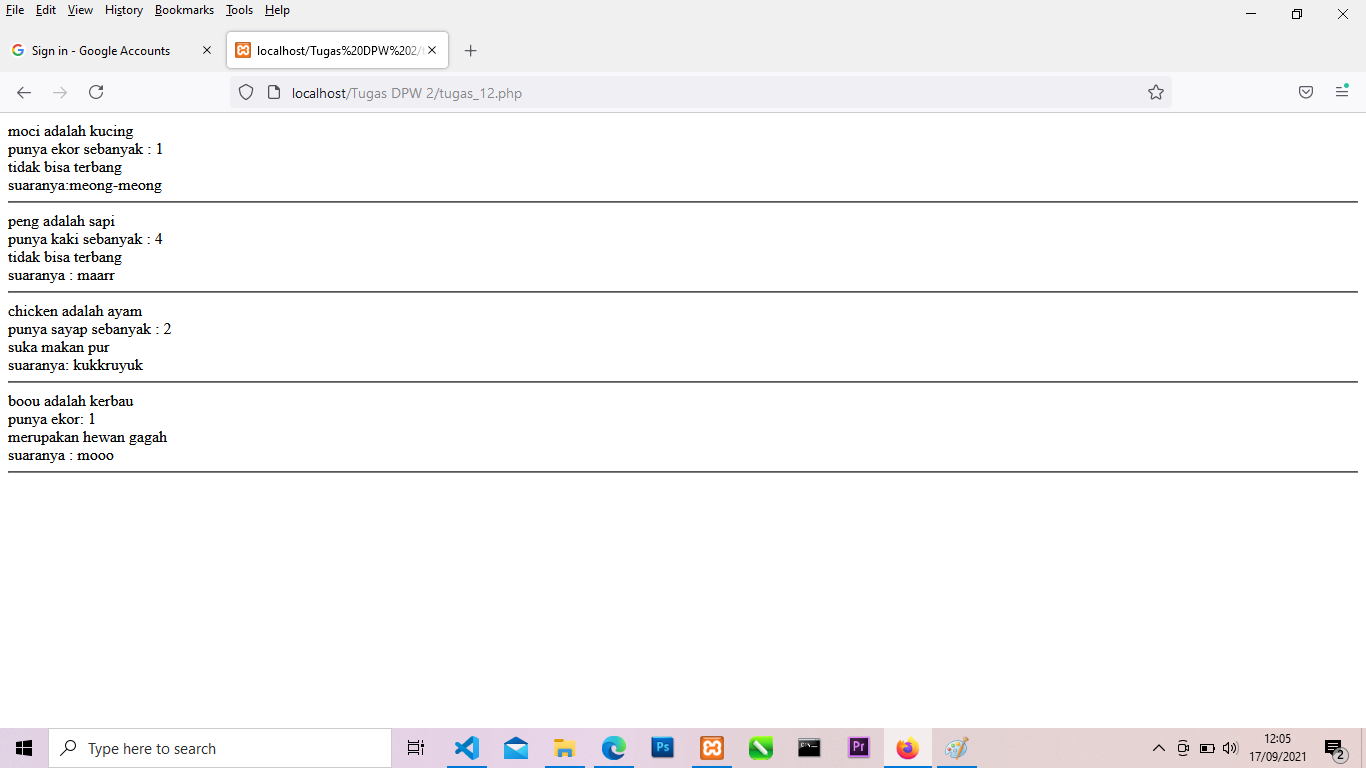 File Edit View History Bookmarks Tools Help
Sign in - Google Accounts
localhost/Tugas%20DPW%202/
localhost/Tugas DPW 2/tugas_12.php
moci adalah kucing
punya ekor sebanyak : 1
tidak bisa terbang
suaranya:meong-meong
peng adalah sapi
punya kaki sebanyak : 4
tidak bisa terbang
suaranya : maarr
chicken adalah ayam
punya sayap sebanyak : 2
suka makan pur
suaranya: kukkruyuk
boou adalah kerbau
punya ekor: 1
merupakan hewan gagah
suaranya : mooo
Type here to search
Ps
Pr
12:05
17/09/2021
2